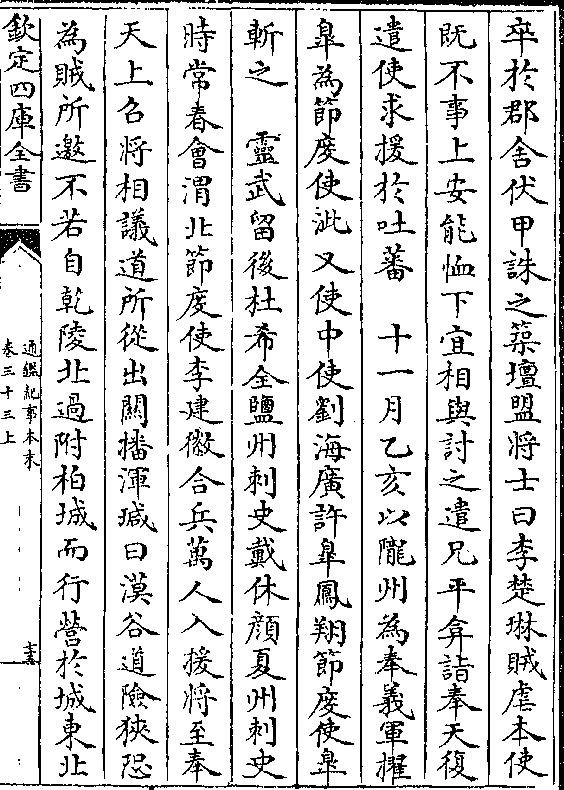 卒於郡舍伏甲誅之築壇盟將士曰李楚琳賊虐本使
既不事上安能恤下宜相與討之遣兄平弇詣奉天復
遣使求援於吐蕃　十一月乙亥以隴州為奉義軍擢
臯為節度使泚又使中使劉海廣許臯鳳翔節度使臯
斬之　靈武留後杜希全鹽州刺史戴休顔夏州刺史
時常春會渭北節度使李建徽合兵萬人入援將至奉
天上召將相議道所從出關播渾瑊曰漠谷道險狹恐
為賊所邀不若自乾陵北過附柏城而行營於城東北
欽定四庫全書
通鑑紀事本末
卷三十三上